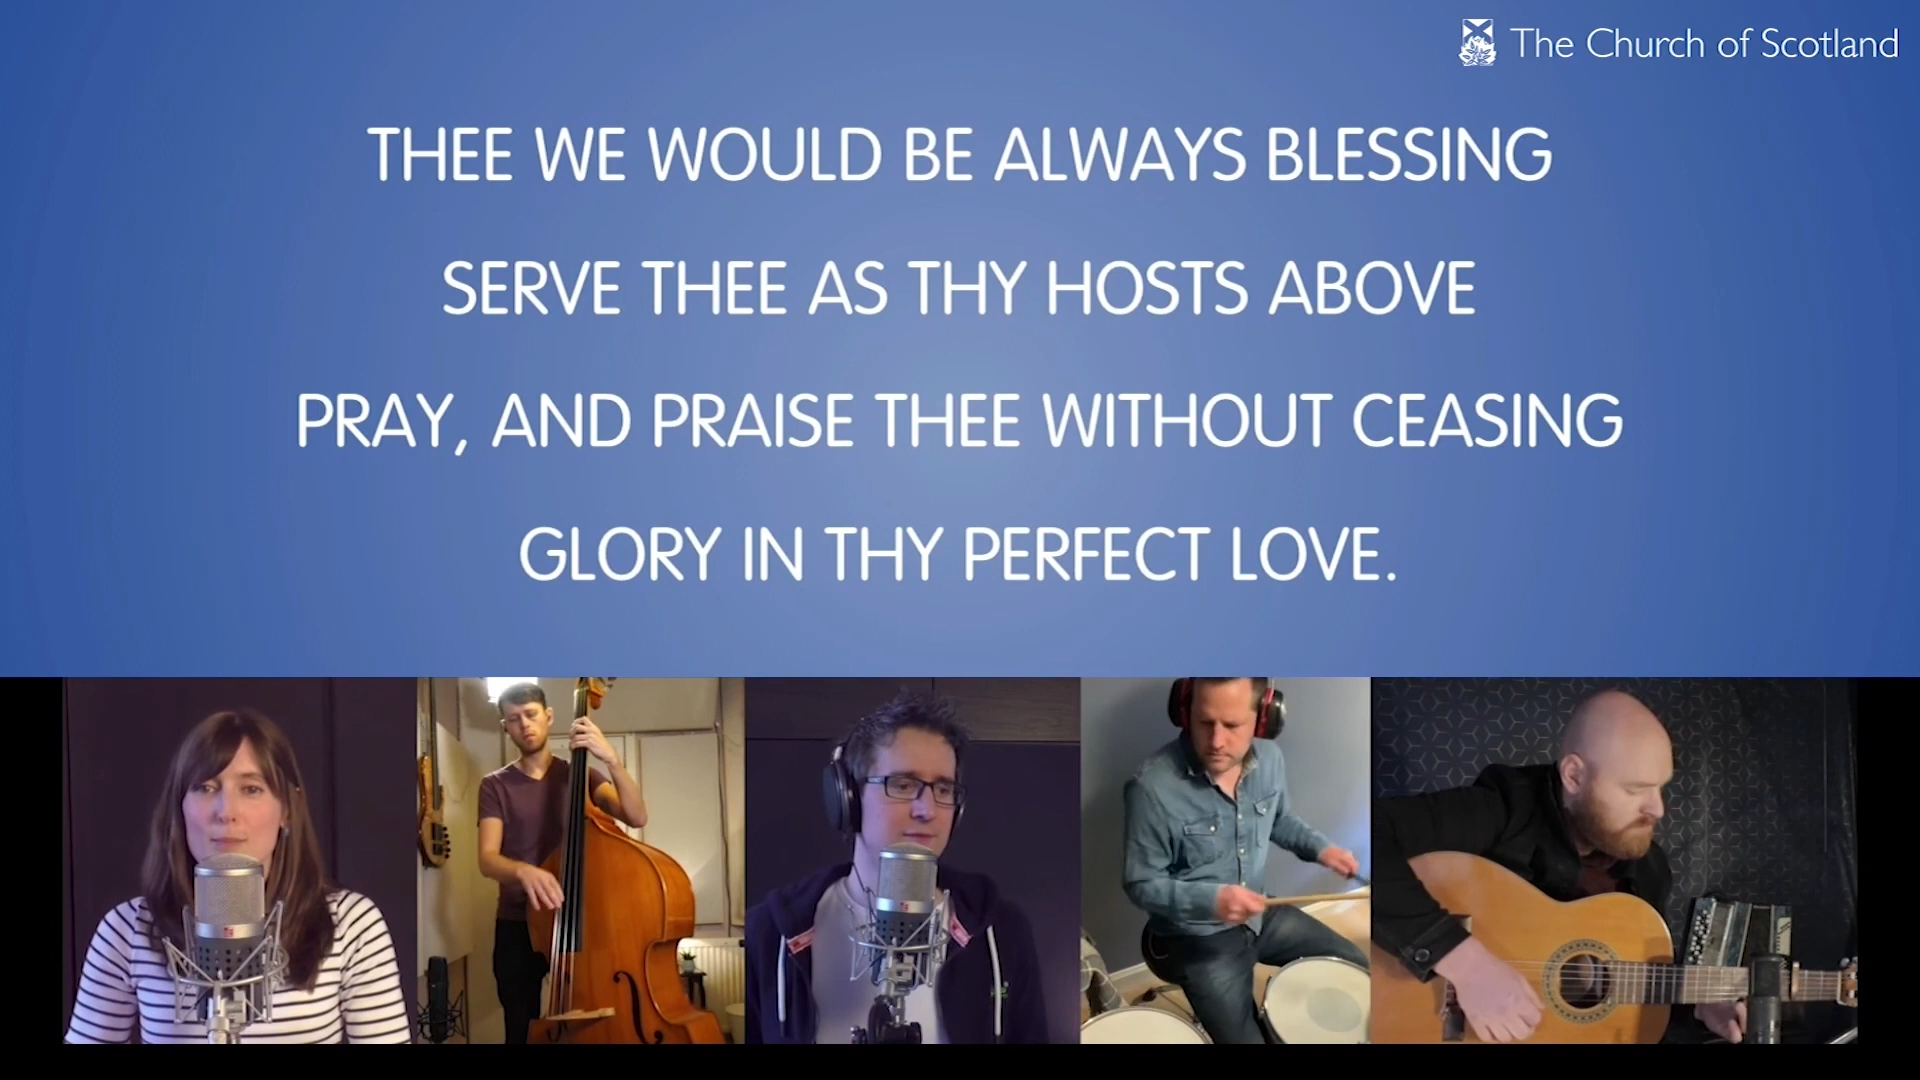 The Church of Scotland
THEE WE WOULD BE ALWAYS BLESSING
SERVE THEE AS THY HOSTS ABOVE
PRAY, AND PRAISE THEE WITHOUT CEASING
GLORY IN THY PERFECT LOVE.